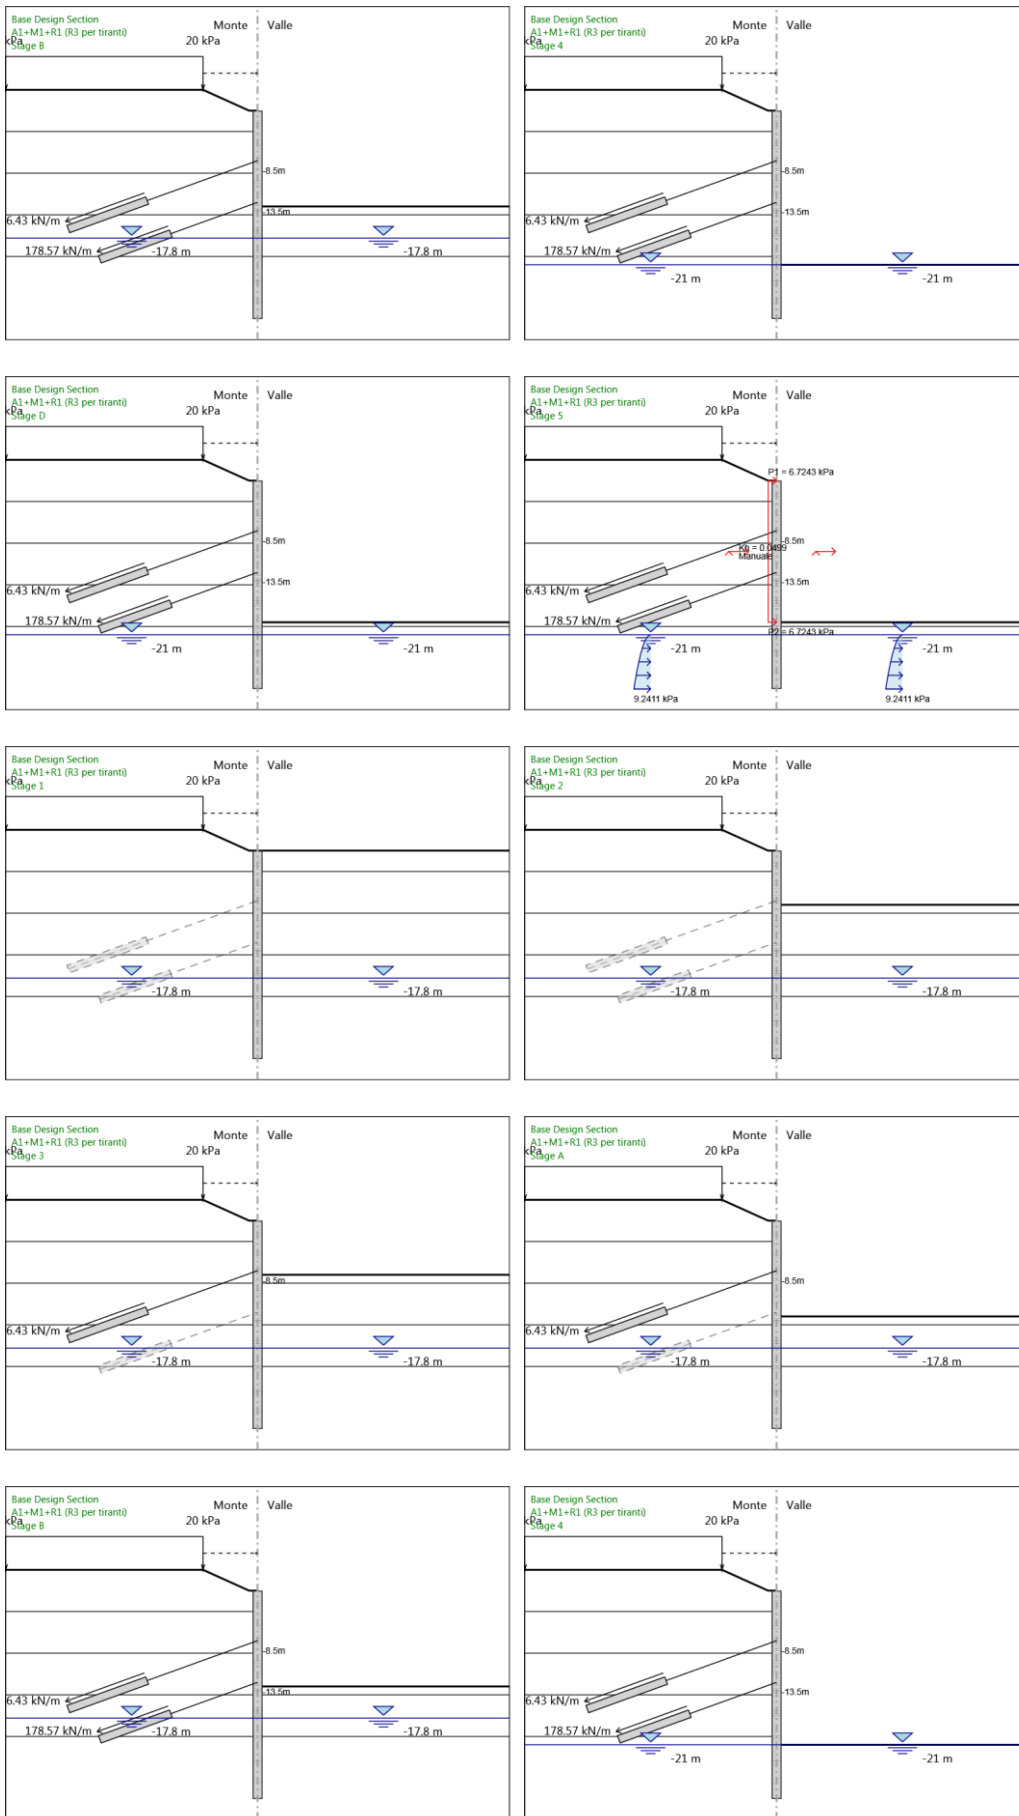 Base Design Section
A1+M1+R1 (R3 per tiranti)
Stage B
kPa
20 kPa
Monte
Valle
-8.5m
-13.5m
6.43 kN/m
178.57 kN/m
-17.8 m
-17.8 m
Base Design Section
A1+M1+R1 (R3 per tiranti)
Stage 4
kPa
20 kPa
Monte
Valle
-8.5m
-13.5m
6.43 kN/m
178.57 kN/m
-21 m
-21 m
Base Design Section
A1+M1+R1 (R3 per tiranti)
Stage D
kPa
20 kPa
Monte
Valle
-8.5m
-13.5m
6.43 kN/m
178.57 kN/m
-21 m
-21 m
Base Design Section
A1+M1+R1 (R3 per tiranti)
Stage 5
kPa
20 kPa
Monte
Valle
P1 = 6.7243 kPa
-8.5m
Kh = 0.0499
Manuale
-13.5m
6.43 kN/m
178.57 kN/m
P2 = 6.7243 kPa
-21 m
-21 m
9.2411 kPa
9.2411 kPa
Base Design Section
A1+M1+R1 (R3 per tiranti)
Stage 1
kPa
20 kPa
Monte
Valle
-17.8 m
-17.8 m
Base Design Section
A1+M1+R1 (R3 per tiranti)
Stage 2
kPa
20 kPa
Monte
Valle
-17.8 m
-17.8 m
Base Design Section
A1+M1+R1 (R3 per tiranti)
Stage 3
kPa
20 kPa
Monte
Valle
-8.5m
6.43 kN/m
-17.8 m
-17.8 m
Base Design Section
A1+M1+R1 (R3 per tiranti)
Stage A
kPa
20 kPa
Monte
Valle
-8.5m
6.43 kN/m
-17.8 m
-17.8 m
Base Design Section
A1+M1+R1 (R3 per tiranti)
Stage B
kPa
20 kPa
Monte
Valle
-8.5m
-13.5m
6.43 kN/m
178.57 kN/m
-17.8 m
-17.8 m
Base Design Section
A1+M1+R1 (R3 per tiranti)
Stage 4
kPa
20 kPa
Monte
Valle
-8.5m
-13.5m
6.43 kN/m
178.57 kN/m
-21 m
-21 m